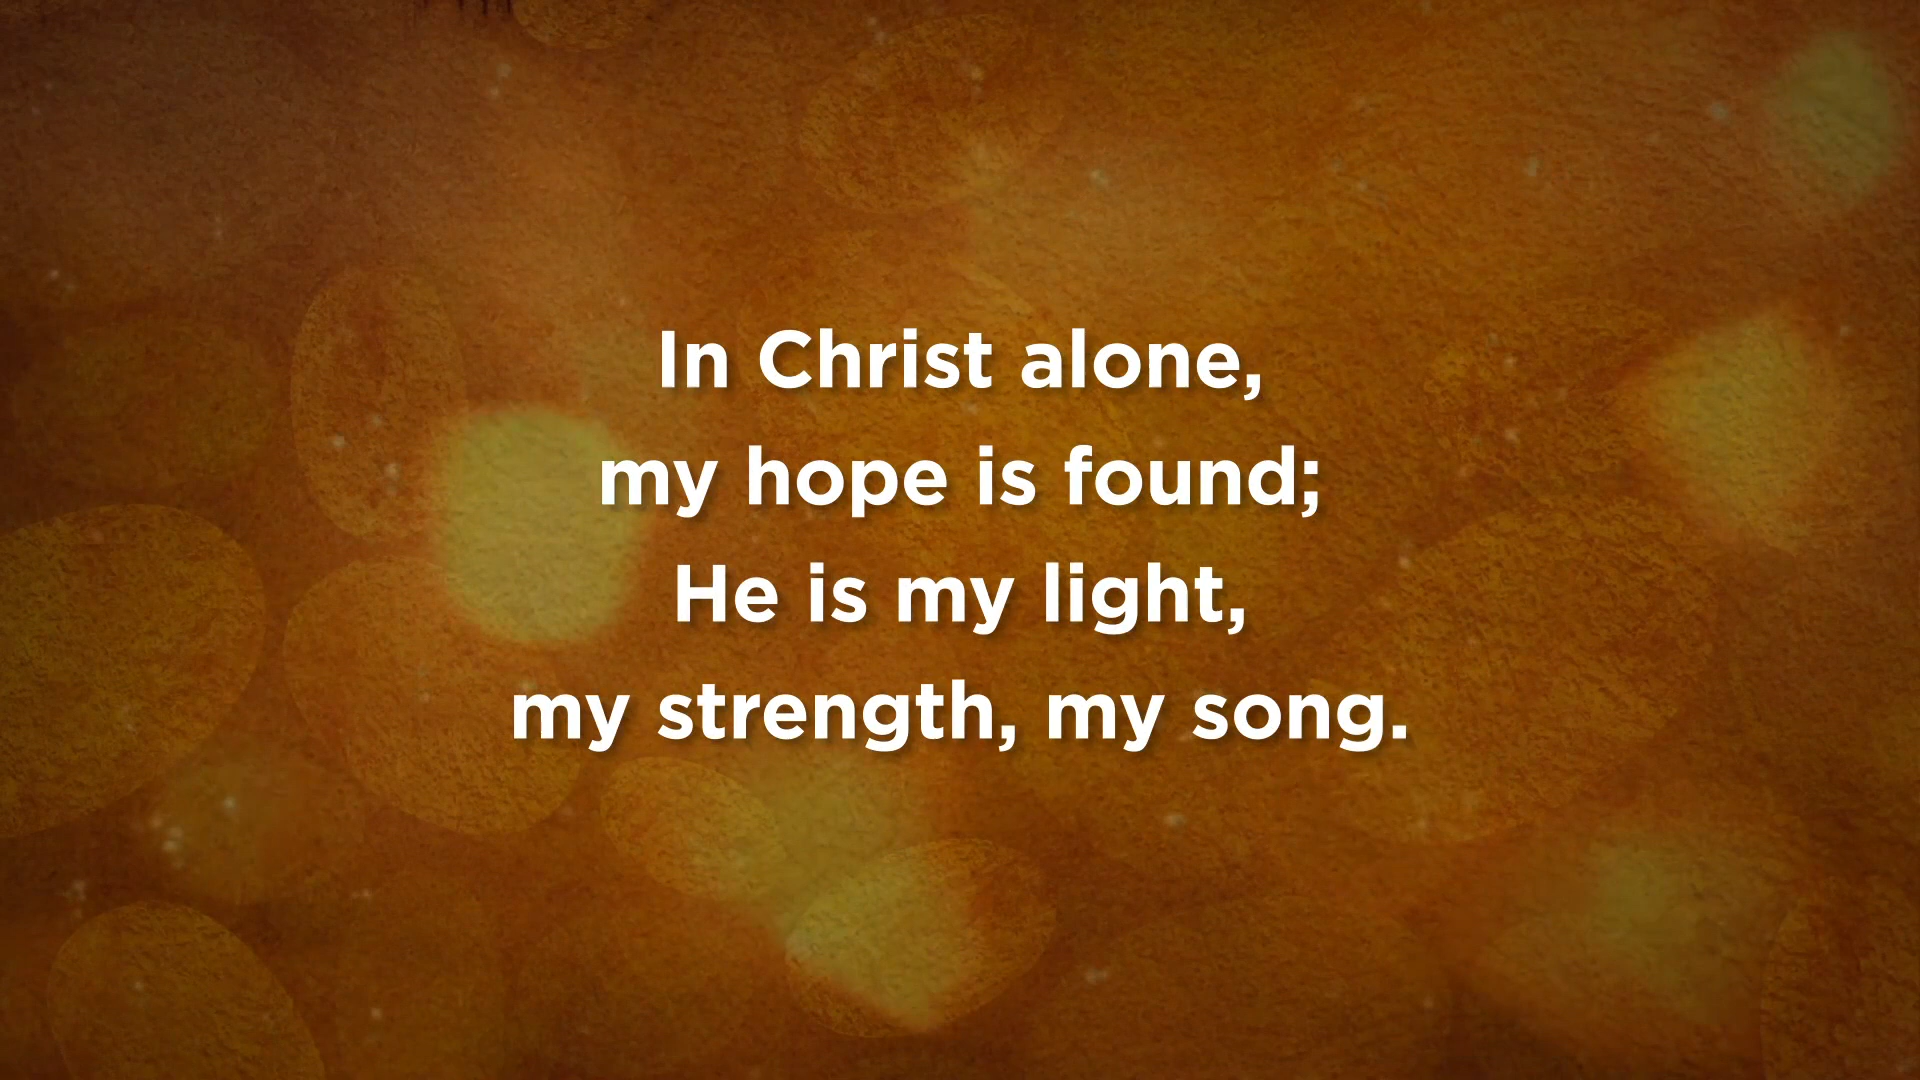 In Christ alone,
my hope is found;
He is my light,
my strength, my song.